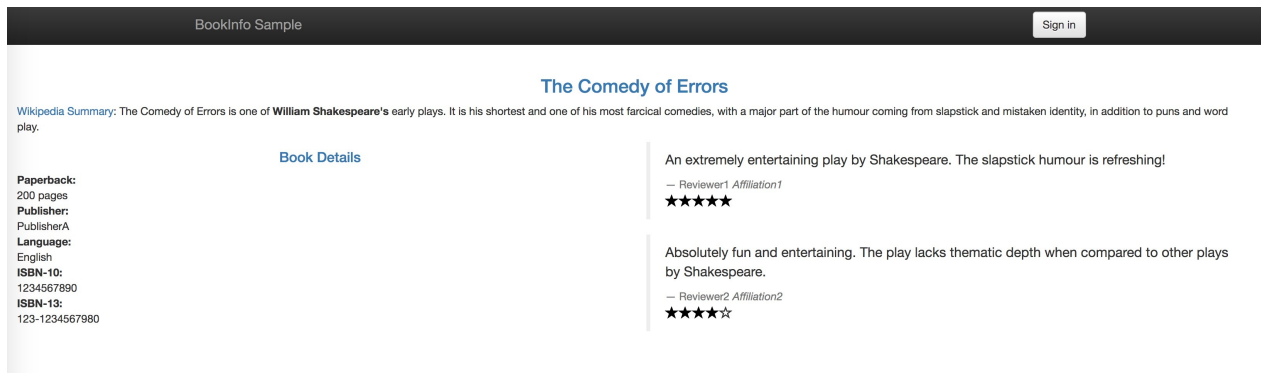 BookInfo Sample
Sign in
The Comedy of Errors
Wikipedia Summary: The Comedy of Errors is one of William Shakespeare's early plays. It is his shortest and one of his most farcical comedies, with a major part of the humour coming from slapstick and mistaken identity, in addition to puns and word
play.
Book Details
Paperback:
200 pages
Publisher:
PublisherA
Language:
English
ISBN-10:
1234567890
ISBN-13:
123-1234567980
An extremely entertaining play by Shakespeare. The slapstick humour is refreshing!
— Reviewer1 Affiliation1
★★★★★
Absolutely fun and entertaining. The play lacks thematic depth when compared to other plays
by Shakespeare.
— Reviewer2 Affiliation2
★★★★☆